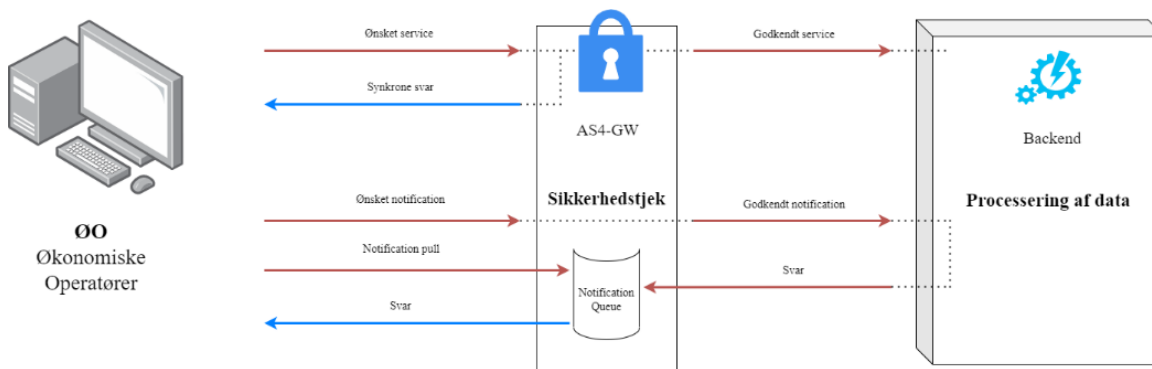 Ønsket service
Godkendt service
Synkrone svar
AS4-GW
Backend
Ønsket notification
Sikkerhedstjek
Godkendt notification
Processering af data
ØO
Økonomiske
Operatører
Notification pull
Svar
Notification
Queue
Svar